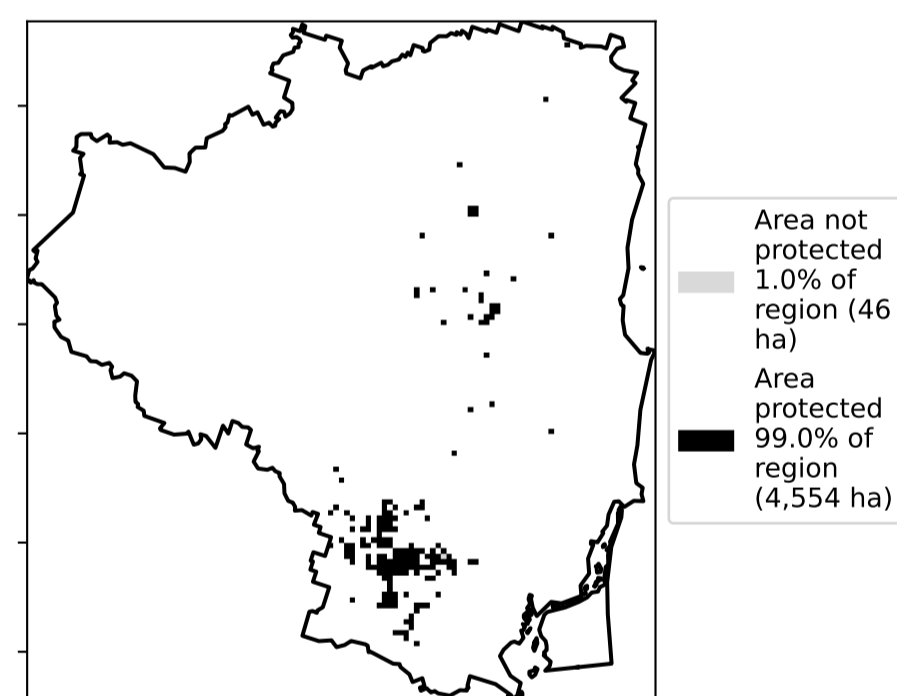 Area not
protected
1.0% of
region (46
ha)
Area
protected
99.0% of
region
(4,554 ha)